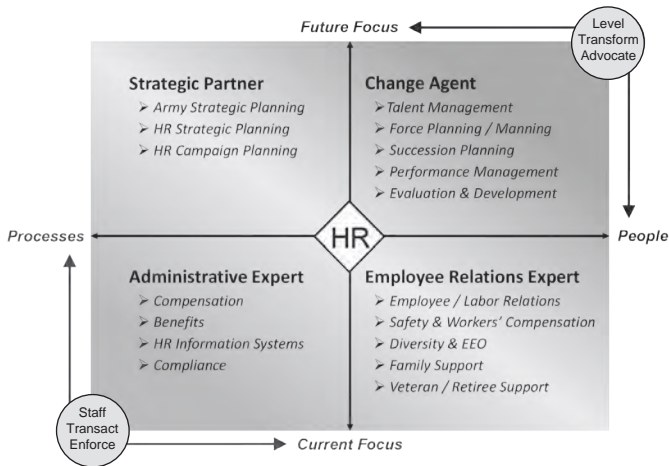 Future Focus
Level
Transform
Advocate
Strategic Partner
➢ Army Strategic Planning
➢ HR Strategic Planning
➢ HR Campaign Planning
Change Agent
➢ Talent Management
➢ Force Planning / Manning
➢ Succession Planning
➢ Performance Management
➢ Evaluation & Development
Processes
HR
People
Administrative Expert
➢ Compensation
➢ Benefits
➢ HR Information Systems
➢ Compliance
Employee Relations Expert
➢ Employee / Labor Relations
➢ Safety & Workers' Compensation
➢ Diversity & EEO
➢ Family Support
➢ Veteran / Retiree Support
Staff
Transact
Enforce
Current Focus